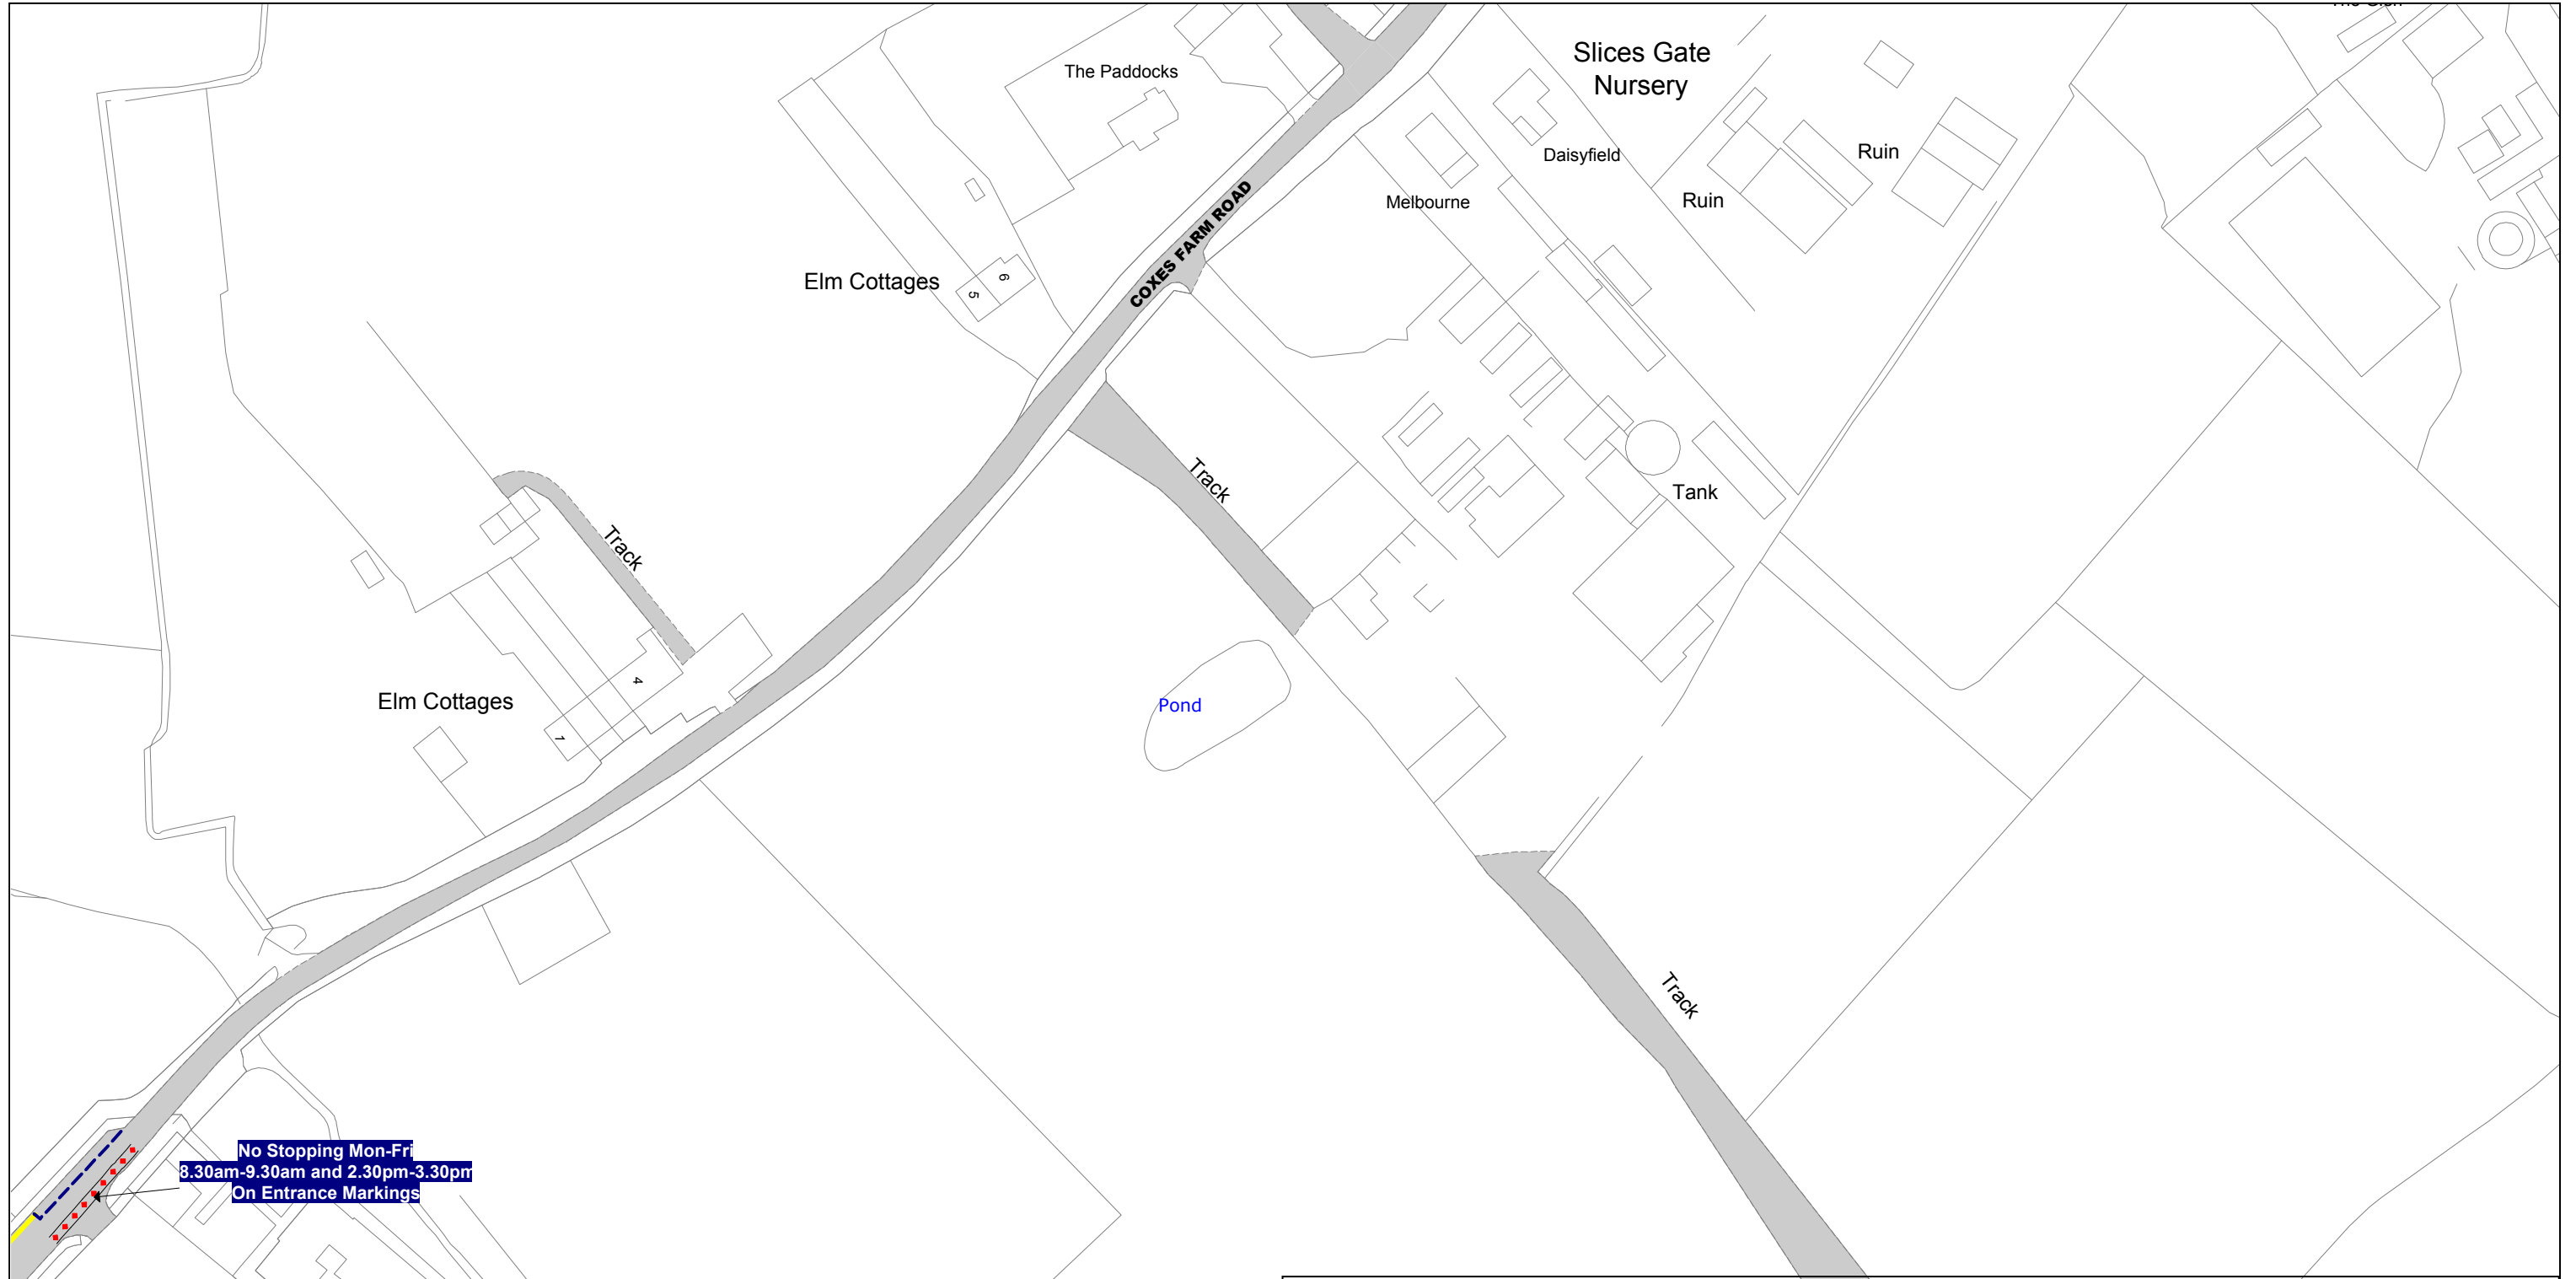 The Glen
Slices Gate
Nursery
The Paddocks
Daisyfield
Ruin
Melbourne
Ruin
COXES FARM ROAD
Elm Cottages
6
5
Track
Tank
Track
4
Elm Cottages
Pond
1
Track
No Stopping Mon-Fri
8.30am-9.30am and 2.30pm-3.30pm
On Entrance Markings